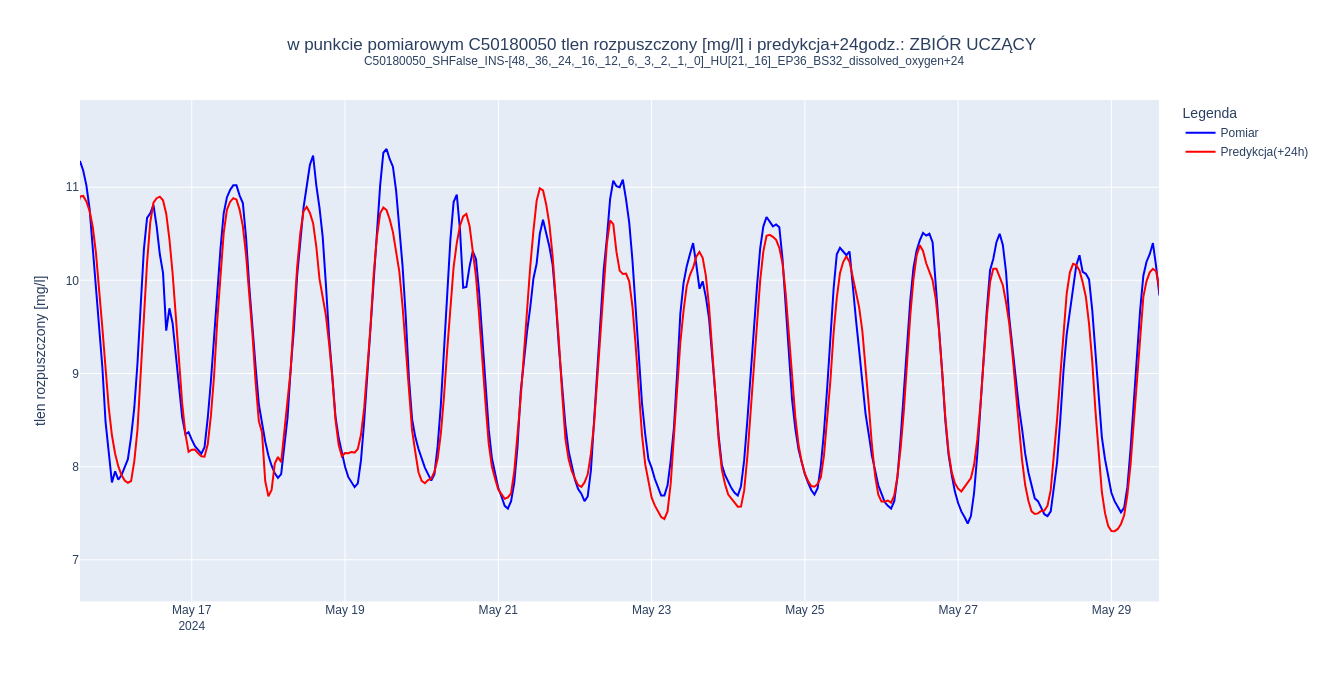 w punkcie pomiarowym C50180050 tlen rozpuszczony [mg/l] i predykcja+24godz.: ZBIÓR UCZĄCY
C50180050_SHFalse_INS-[48,_36,_24,_16,_12,_6,_3,_2,_1,_0]_HU[21,_16]_EP36_BS32_dissolved_oxygen+24
Legenda
Pomiar
Predykcja(+24h)
tlen rozpuszczony [mg/l]
11
10
9
8
7
May 17
2024
May 19
May 21
May 23
May 25
May 27
May 29